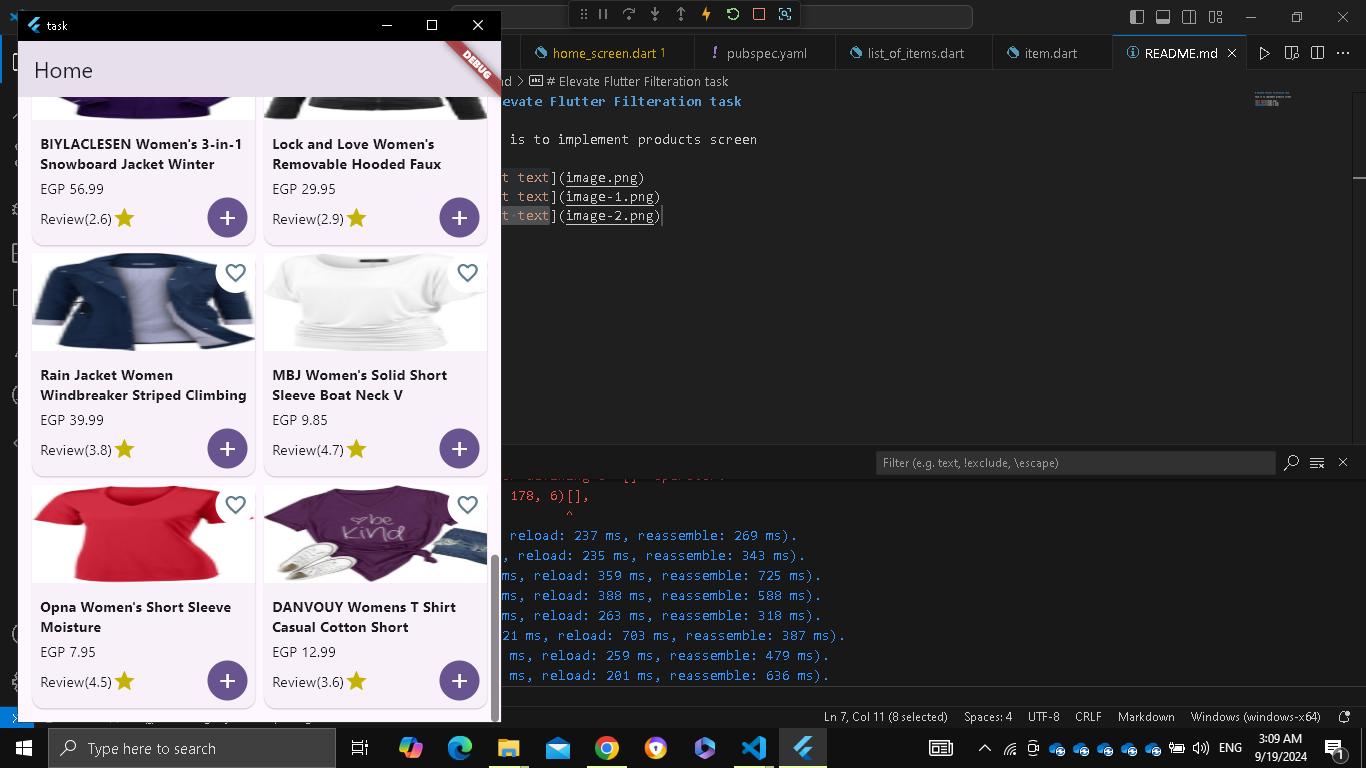 task
Home
DEBUG
BIYLACLESEN Women's 3-in-1
Snowboard Jacket Winter
EGP 56.99
Review(2.6)
Lock and Love Women's
Removable Hooded Faux
EGP 29.95
Review(2.9)
Rain Jacket Women
Windbreaker Striped Climbing
EGP 39.99
Review(3.8)
MBJ Women's Solid Short
Sleeve Boat Neck V
EGP 9.85
Review(4.7)
Opna Women's Short Sleeve
Moisture
EGP 7.95
Review(4.5)
be
kind
DANVOUY Womens T Shirt
Casual Cotton Short
EGP 12.99
Review(3.6)
home_screen.dart 1
pubspec.yaml
list_of_items.dart
item.dart
README.md
# Elevate Flutter Filteration task
evate Flutter Filteration task
is to implement products screen
t text](image.png)
t text](image-1.png)
t text](image-2.png)
Filter (e.g. text, !exclude, \escape)
178, 6)[],
^
reload: 237 ms, reassemble: 269 ms).
, reload: 235 ms, reassemble: 343 ms).
ms, reload: 359 ms, reassemble: 725 ms).
ms, reload: 388 ms, reassemble: 588 ms).
ms, reload: 263 ms, reassemble: 318 ms).
21 ms, reload: 703 ms, reassemble: 387 ms).
ms, reload: 259 ms, reassemble: 479 ms).
ms, reload: 201 ms, reassemble: 636 ms).
Ln 7, Col 11 (8 selected)
Spaces: 4
UTF-8
CRLF
Markdown
Windows (windows-x64)
Type here to search
ENG
3:09 AM
9/19/2024
1